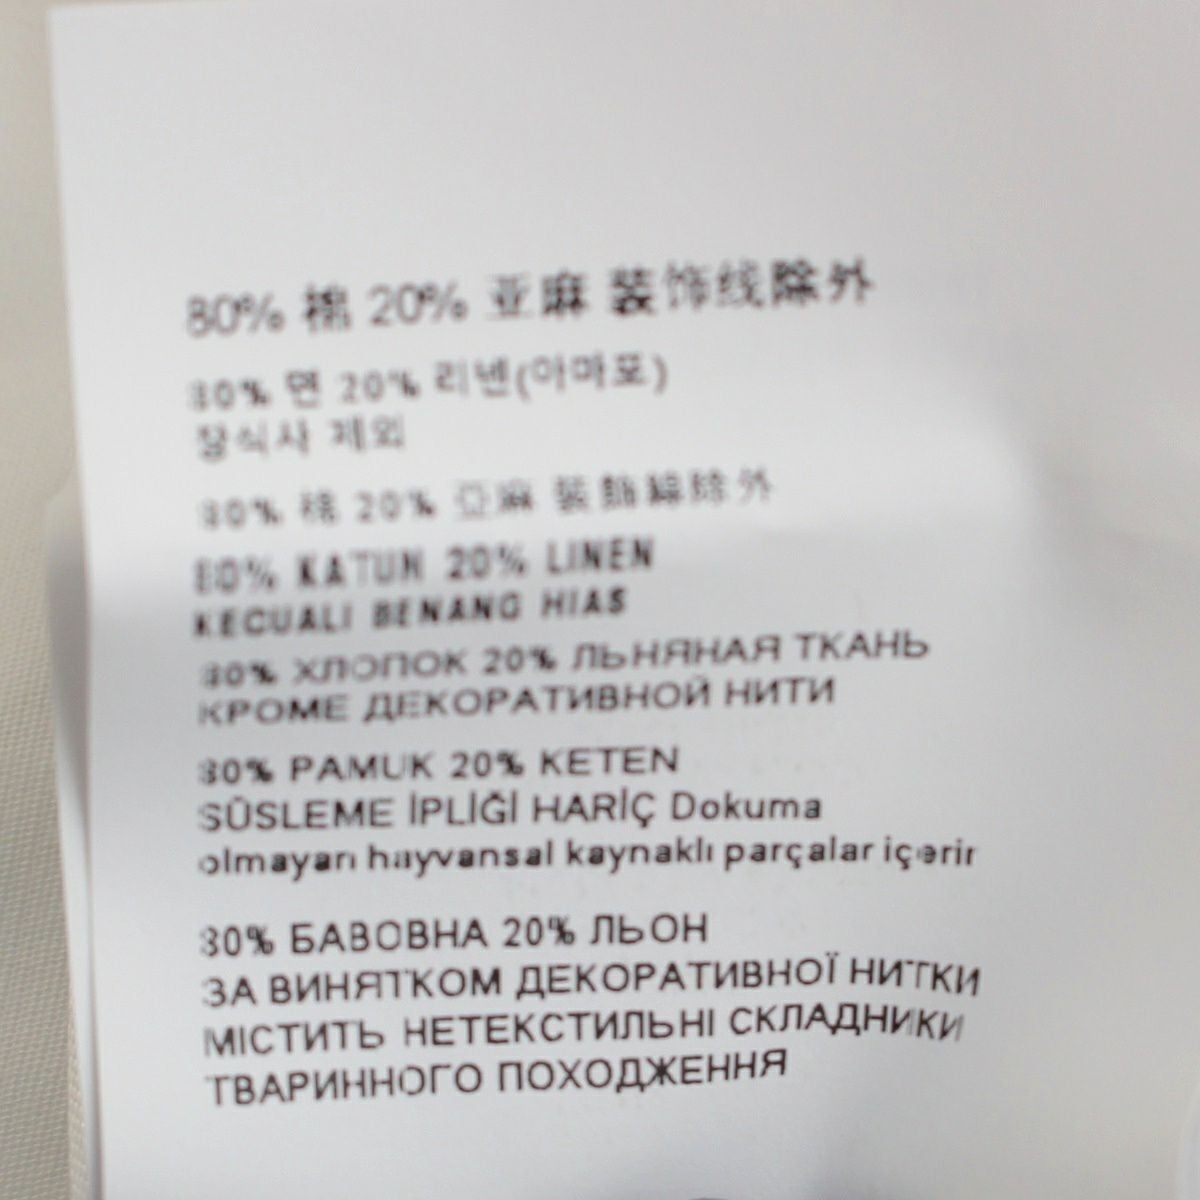 80% 棉 20% 亚麻 装饰线除外
80% 면 20% 리넨(아마포)
장식사 제외
80% 棉 20% 亞麻 裝飾線除外
80% KATUN 20% LINEN
KECUALI BENANG HIAS
80% ХЛОПОК 20% ЛЬНЯНАЯ ТКАНЬ
КРОМЕ ДЕКОРАТИВНОЙ НИТИ
80% PAMUK 20% KETEN
SÜSLEME İPLİĞİ HARİÇ Dokuma
olmayan hayvansal kaynaklı parçalar içerir
80% БАВОВНА 20% ЛЬОН
ЗА ВИНЯТКОМ ДЕКОРАТИВНОЇ НИТКИ
МІСТИТЬ НЕТЕКСТИЛЬНІ СКЛАДНИКИ
ТВАРИННОГО ПОХОДЖЕННЯ